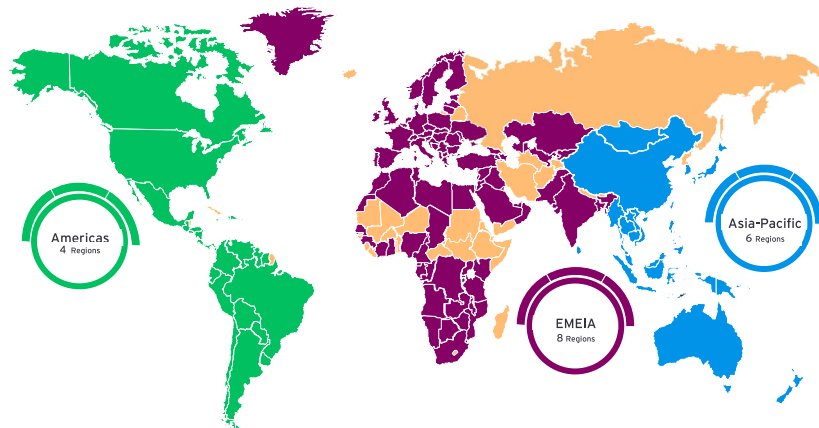 Americas
4 Regions
Asia-Pacific
6 Regions
EMEIA
8 Regions